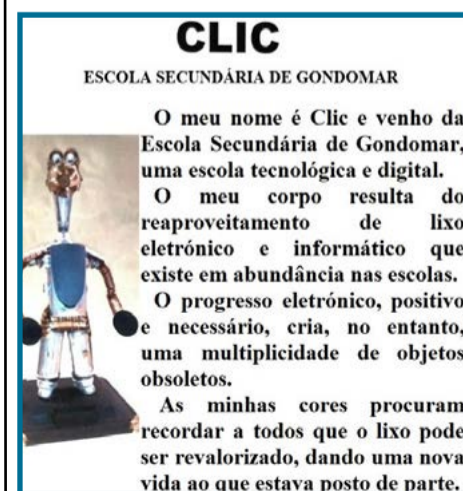 CLIC
ESCOLA SECUNDÁRIA DE GONDOMAR
O meu nome é Clic e venho da
Escola Secundária de Gondomar,
uma escola tecnológica e digital.
O meu corpo resulta do
reaproveitamento de lixo
eletrónico e informático que
existe em abundância nas escolas.
O progresso eletrónico, positivo
e necessário, cria, no entanto,
uma multiplicidade de objetos
obsoletos.
As minhas cores procuram
recordar a todos que o lixo pode
ser revalorizado, dando uma nova
vida ao que estava posto de parte.